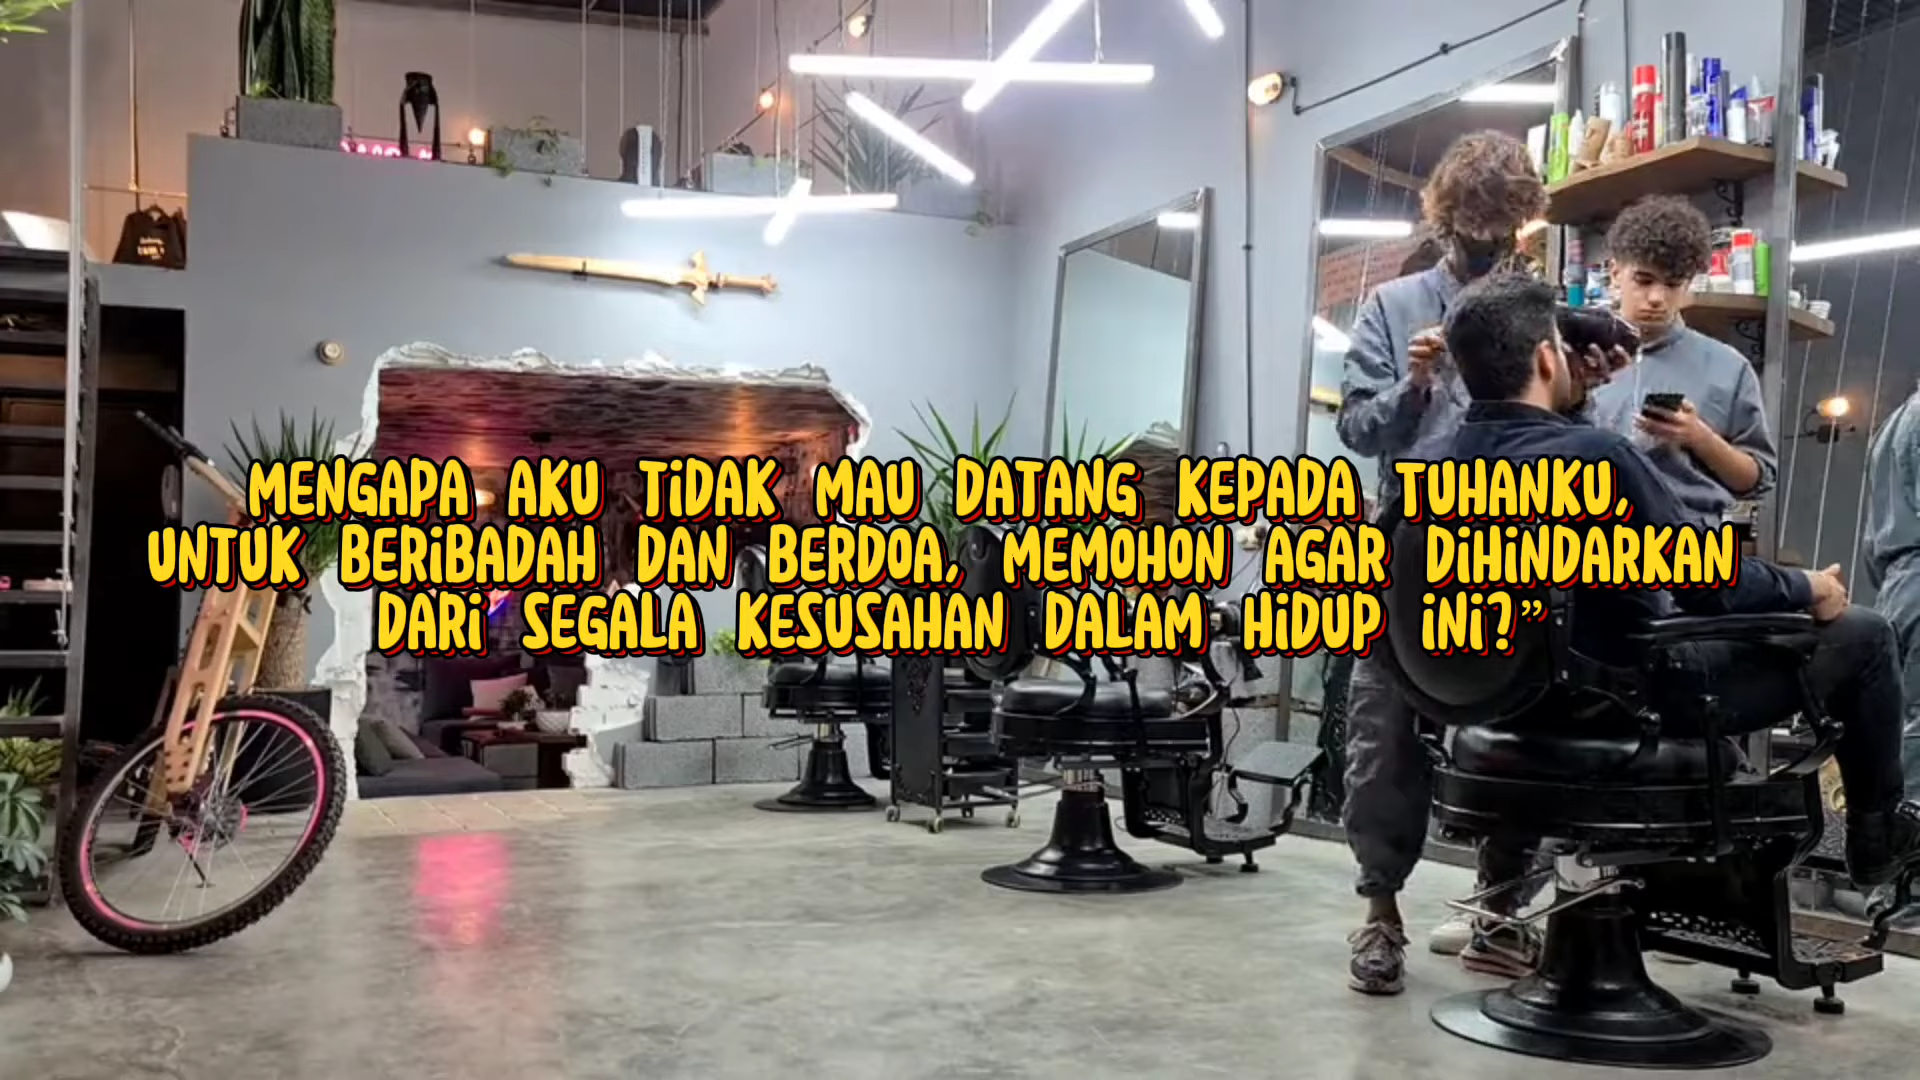 MENGAPA AKU TiDAK MAU DATANG KEPADA TUHANKU,
UNTUK BERiBADAH DAN BERDOA, MEMOHON AGAR DiHiNDARKAN
DARi SEGALA KESUSAHAN DALAM HiDUP iNi?”